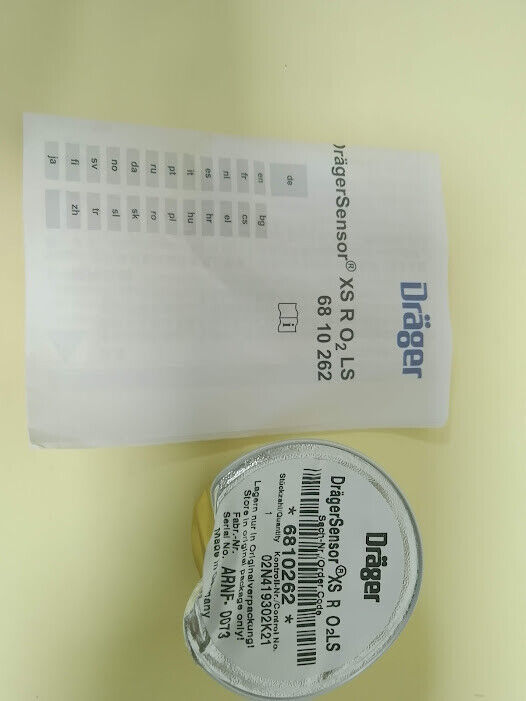 Dräger
DrägerSensor® XS R O2 LS
68 10 262
i
de
en bg
fr cs
nl el
es hr
it hu
pt pl
ru ro
da sk
no sl
sv tr
fi zh
ja
Dräger
DrägerSensor® XS R O2LS
Sach-Nr./Order Code
* 6810262 *
Stückzahl/Quantity Kontroll-Nr./Control No.
1 02N419302K21
Lagern nur in Originalverpackung!
Store in original package only!
Fabr.-Nr.
Serial No. ARNF-0073
Made in Germany